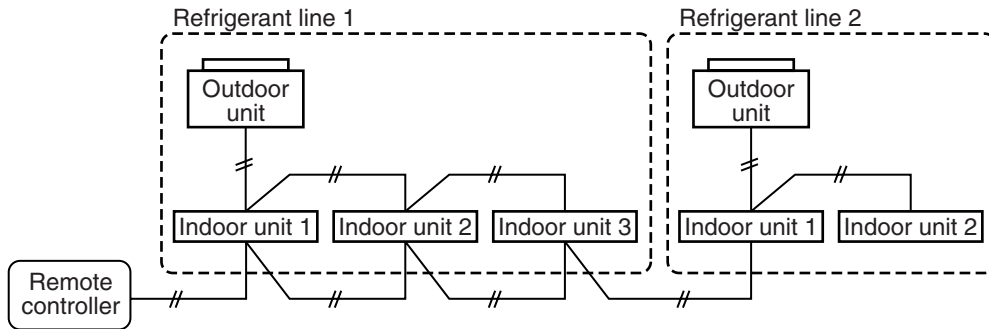 Refrigerant line 1
Refrigerant line 2
Outdoor
unit
Outdoor
unit
Indoor unit 1
Indoor unit 2
Indoor unit 3
Indoor unit 1
Indoor unit 2
Remote
controller